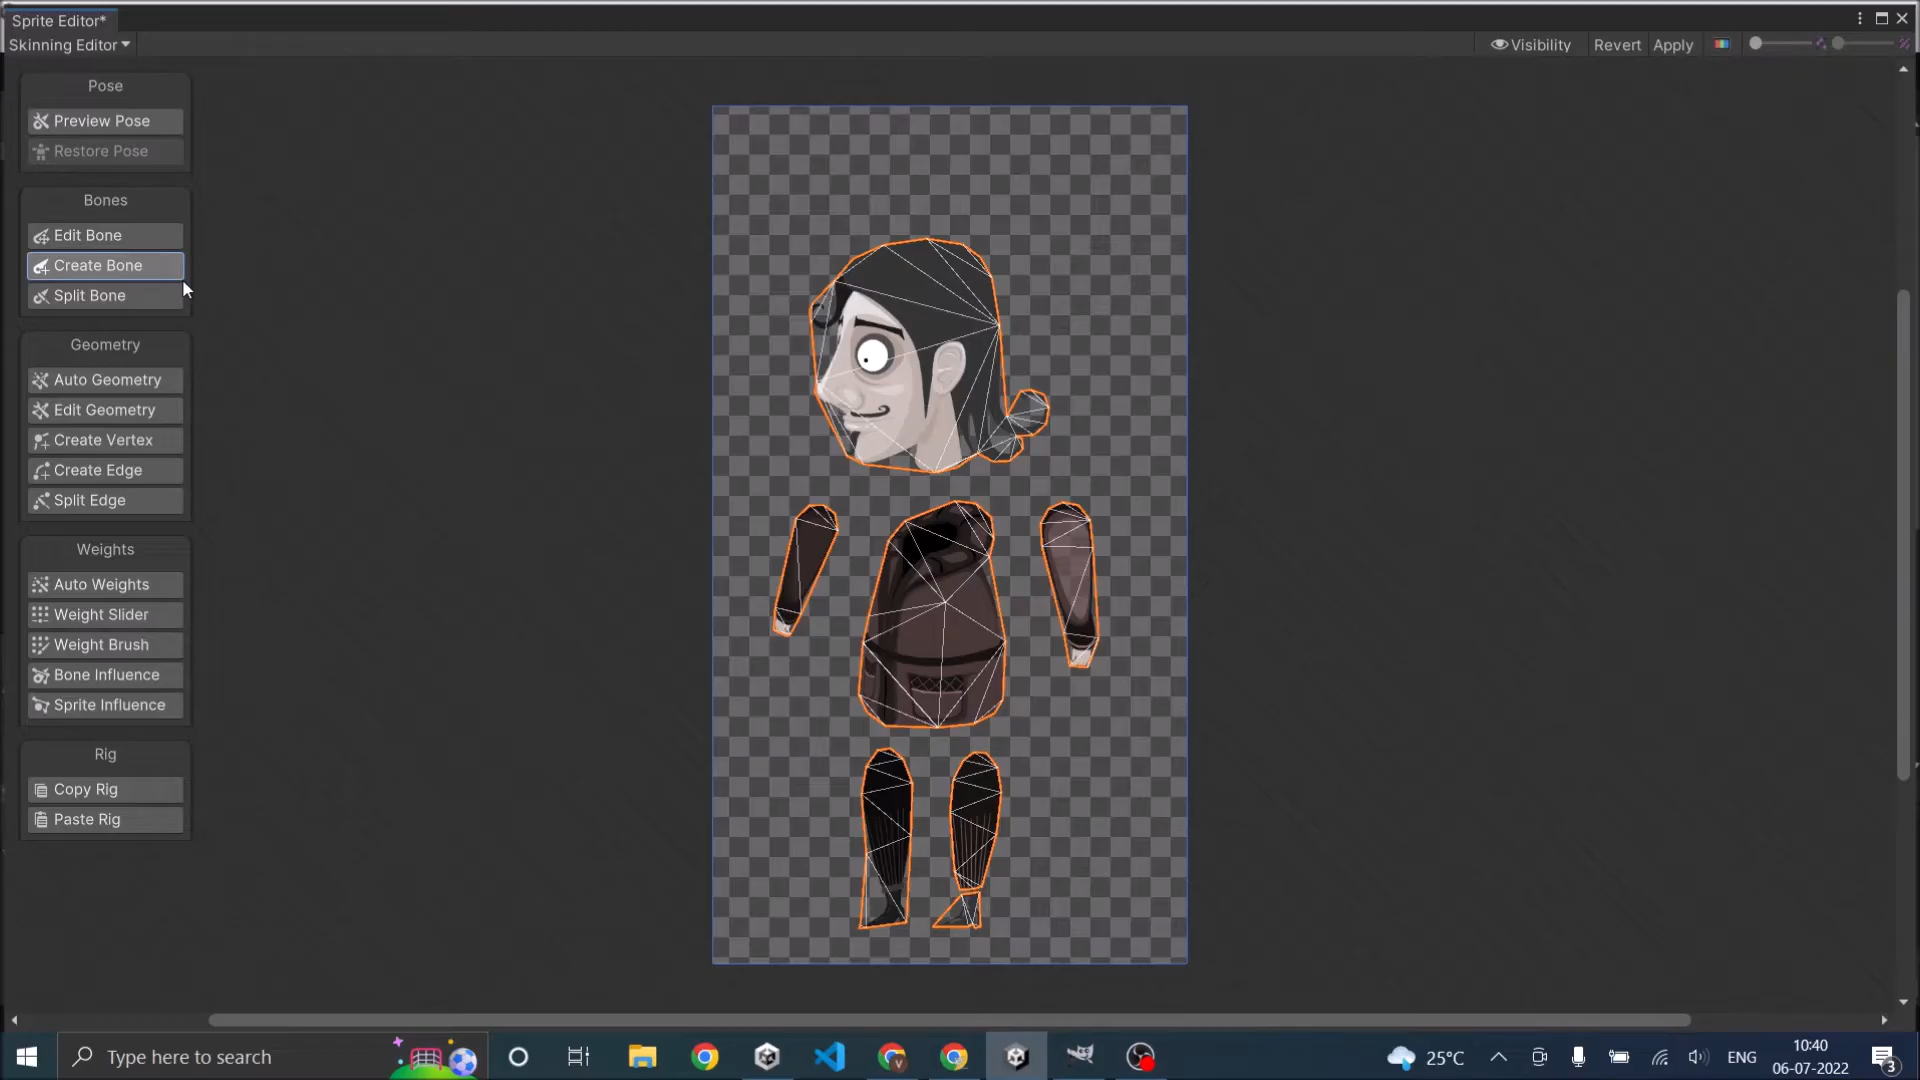 Sprite Editor*
Skinning Editor
Visibility
Revert
Apply
Pose
Preview Pose
Restore Pose
Bones
Edit Bone
Create Bone
Split Bone
Geometry
Auto Geometry
Edit Geometry
Create Vertex
Create Edge
Split Edge
Weights
Auto Weights
Weight Slider
Weight Brush
Bone Influence
Sprite Influence
Rig
Copy Rig
Paste Rig
Type here to search
V
25°C
ENG
10:40
06-07-2022
3